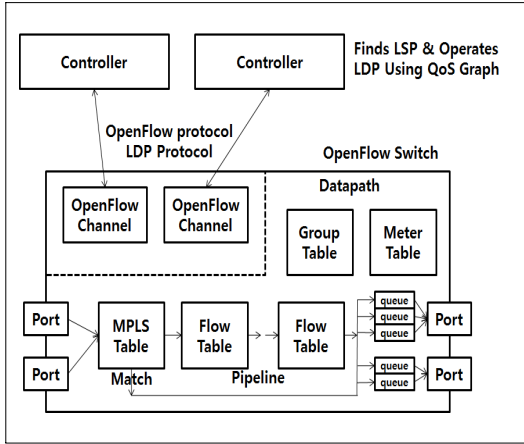 Controller
Controller
Finds LSP & Operates
LDP Using QoS Graph
OpenFlow protocol
LDP Protocol
OpenFlow Switch
Datapath
OpenFlow
Channel
OpenFlow
Channel
Group
Table
Meter
Table
Port
Port
MPLS
Table
Match
Flow
Table
Pipeline
Flow
Table
queue
queue
queue
queue
queue
Port
Port